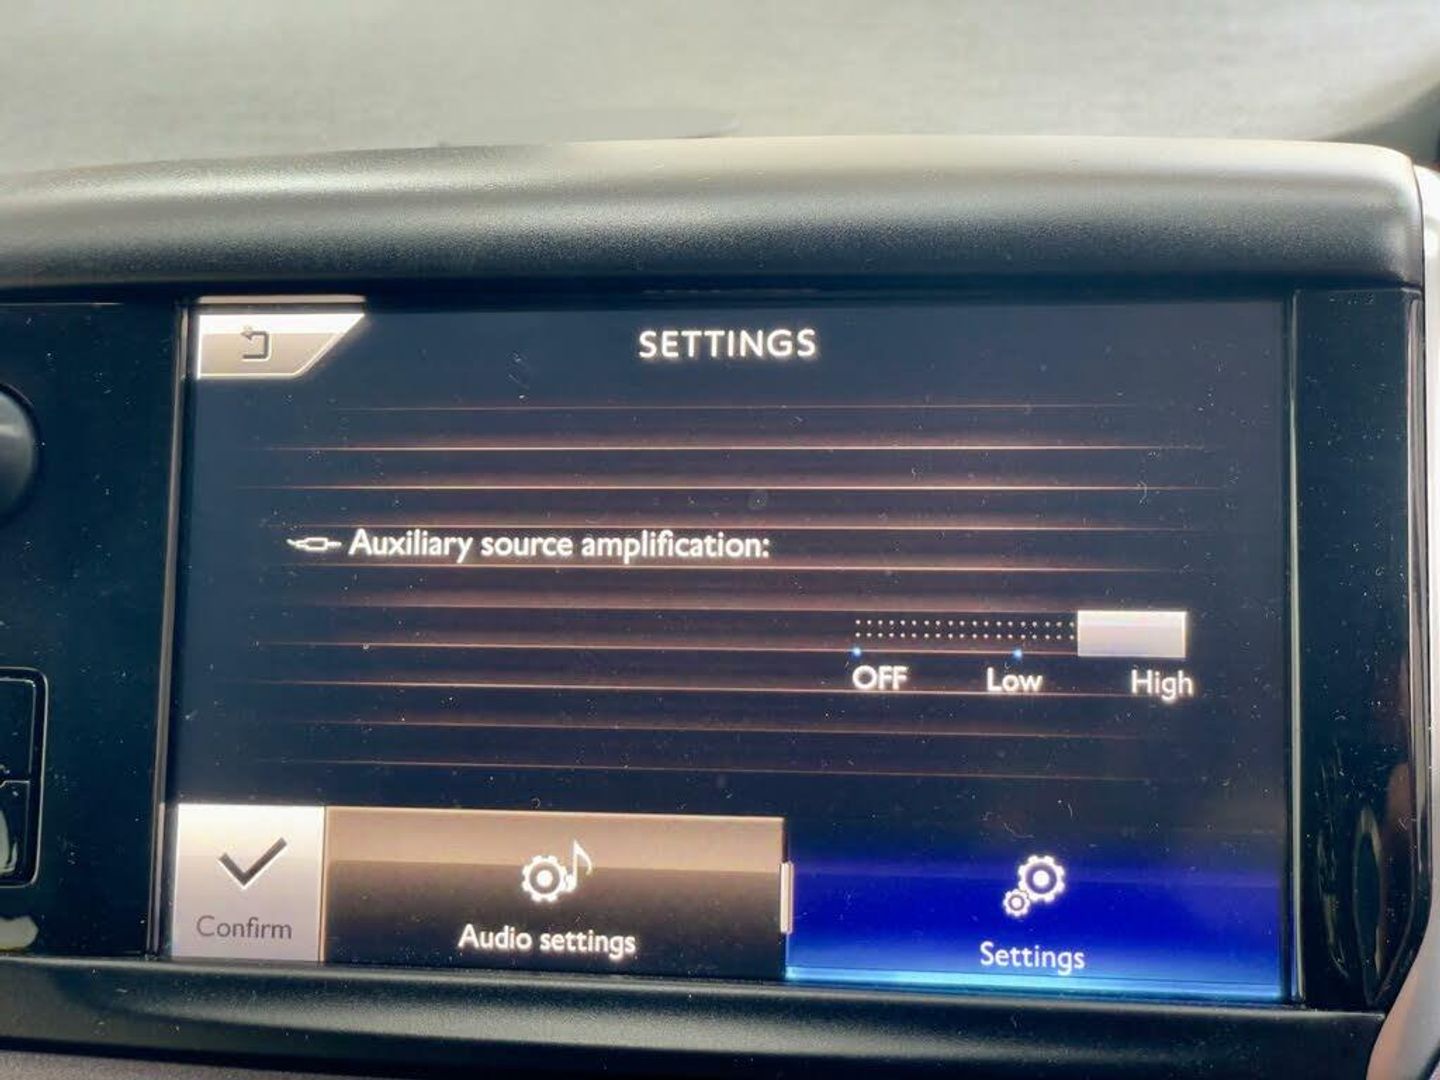 SETTINGS
Auxiliary source amplification:
OFF Low High
Confirm
Audio settings
Settings